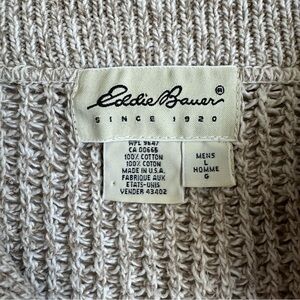 Eddie Bauer®
SINCE 1920
WPL 9647
CA 00665
100% COTTON
100% COTON
MADE IN U.S.A.
FABRIQUE AUX
ETATS-UNIS
VENDER 43402
MENS
L
HOMME
G